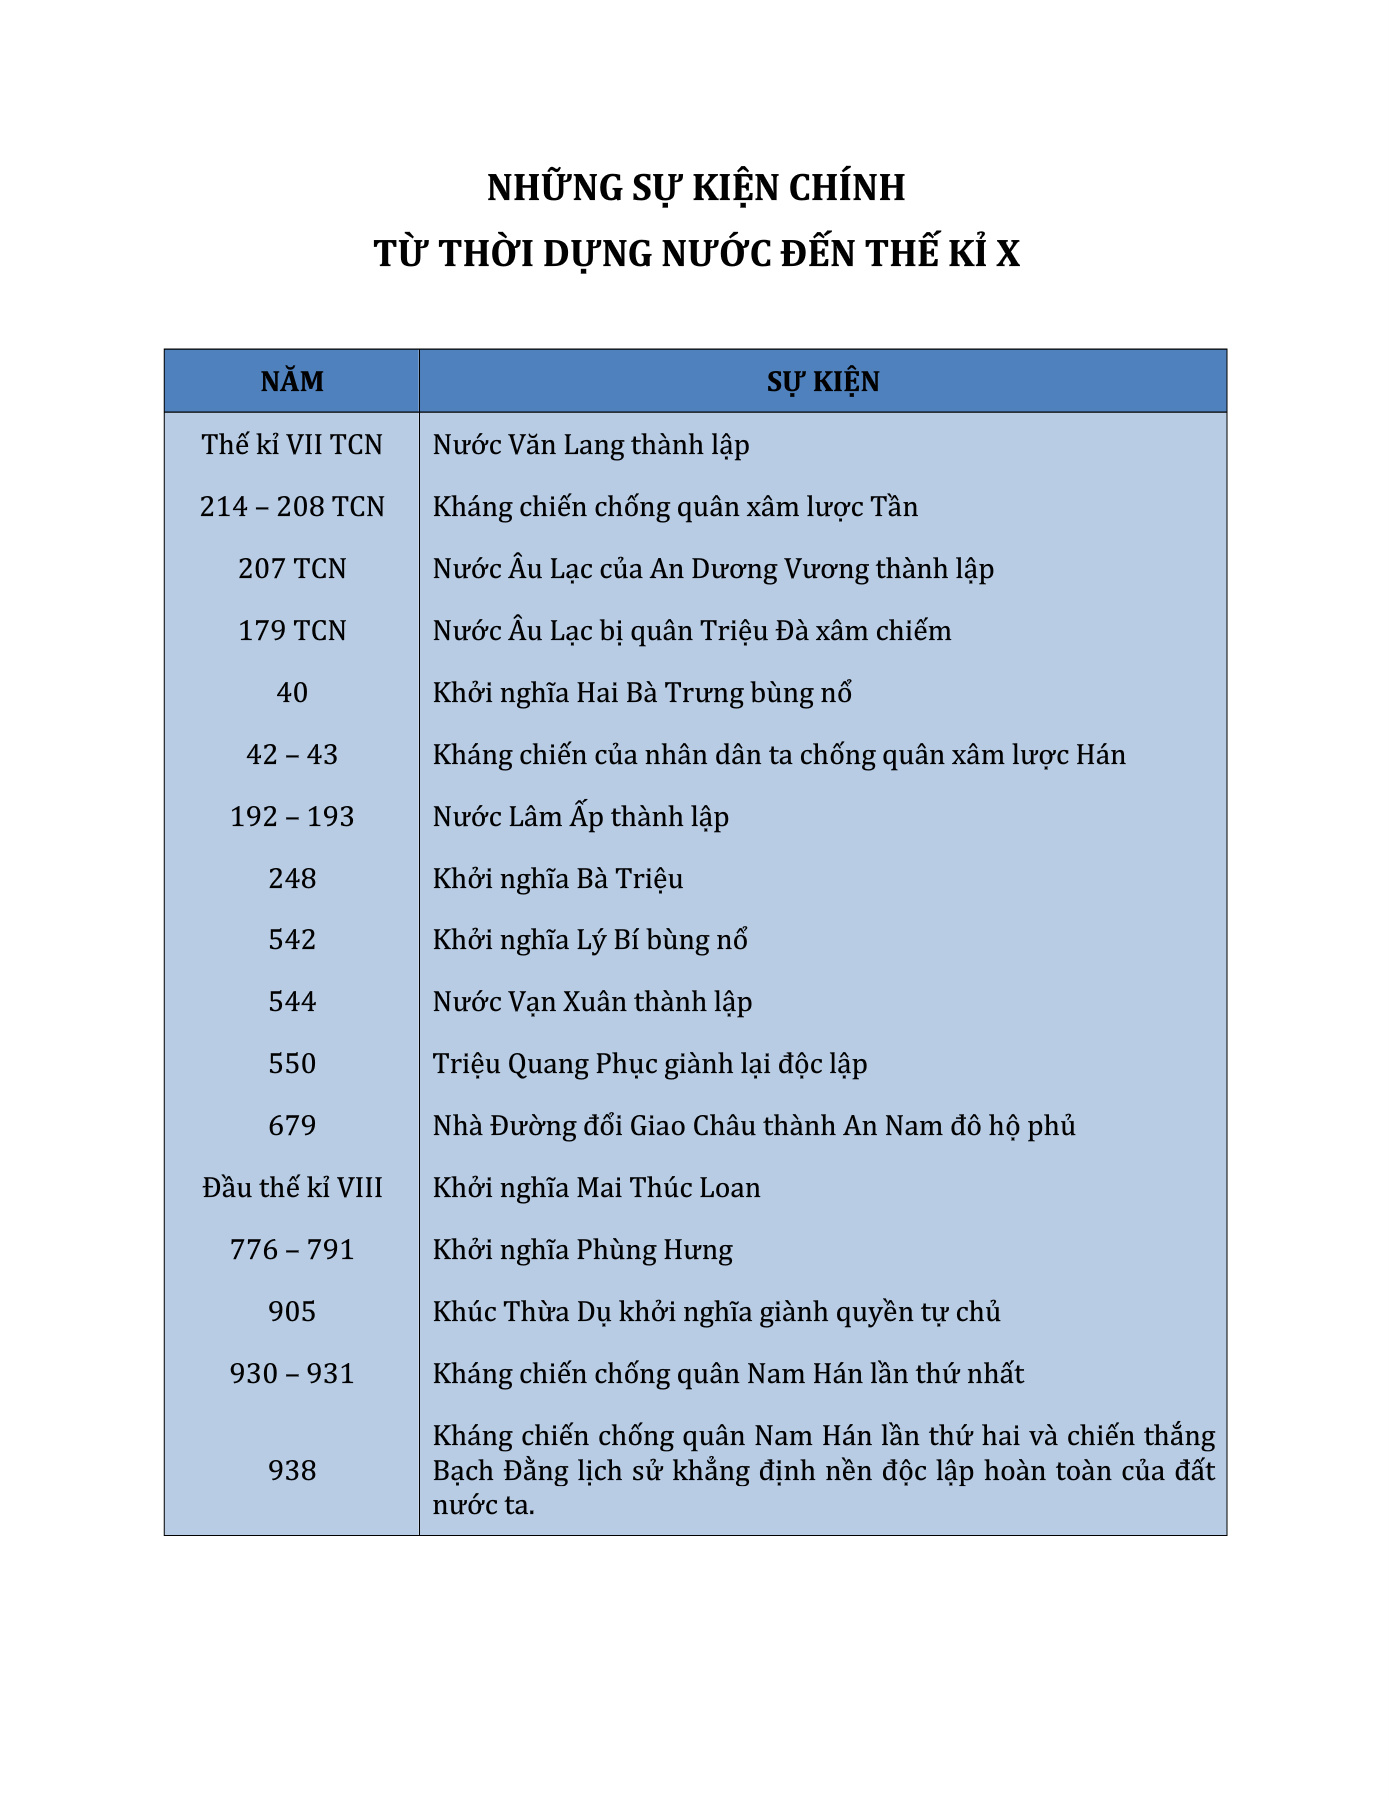 NHỮNG SỰ KIỆN CHÍNH
TỪ THỜI DỰNG NƯỚC ĐẾN THẾ KỈ X
NĂM SỰ KIỆN
Thế kỉ VII TCN Nước Văn Lang thành lập
214 – 208 TCN Kháng chiến chống quân xâm lược Tần
207 TCN Nước Âu Lạc của An Dương Vương thành lập
179 TCN Nước Âu Lạc bị quân Triệu Đà xâm chiếm
40 Khởi nghĩa Hai Bà Trưng bùng nổ
42 – 43 Kháng chiến của nhân dân ta chống quân xâm lược Hán
192 – 193 Nước Lâm Ấp thành lập
248 Khởi nghĩa Bà Triệu
542 Khởi nghĩa Lý Bí bùng nổ
544 Nước Vạn Xuân thành lập
550 Triệu Quang Phục giành lại độc lập
679 Nhà Đường đổi Giao Châu thành An Nam đô hộ phủ
Đầu thế kỉ VIII Khởi nghĩa Mai Thúc Loan
776 – 791 Khởi nghĩa Phùng Hưng
905 Khúc Thừa Dụ khởi nghĩa giành quyền tự chủ
930 – 931 Kháng chiến chống quân Nam Hán lần thứ nhất
938 Kháng chiến chống quân Nam Hán lần thứ hai và chiến thắng
Bạch Đằng lịch sử khẳng định nền độc lập hoàn toàn của đất
nước ta.